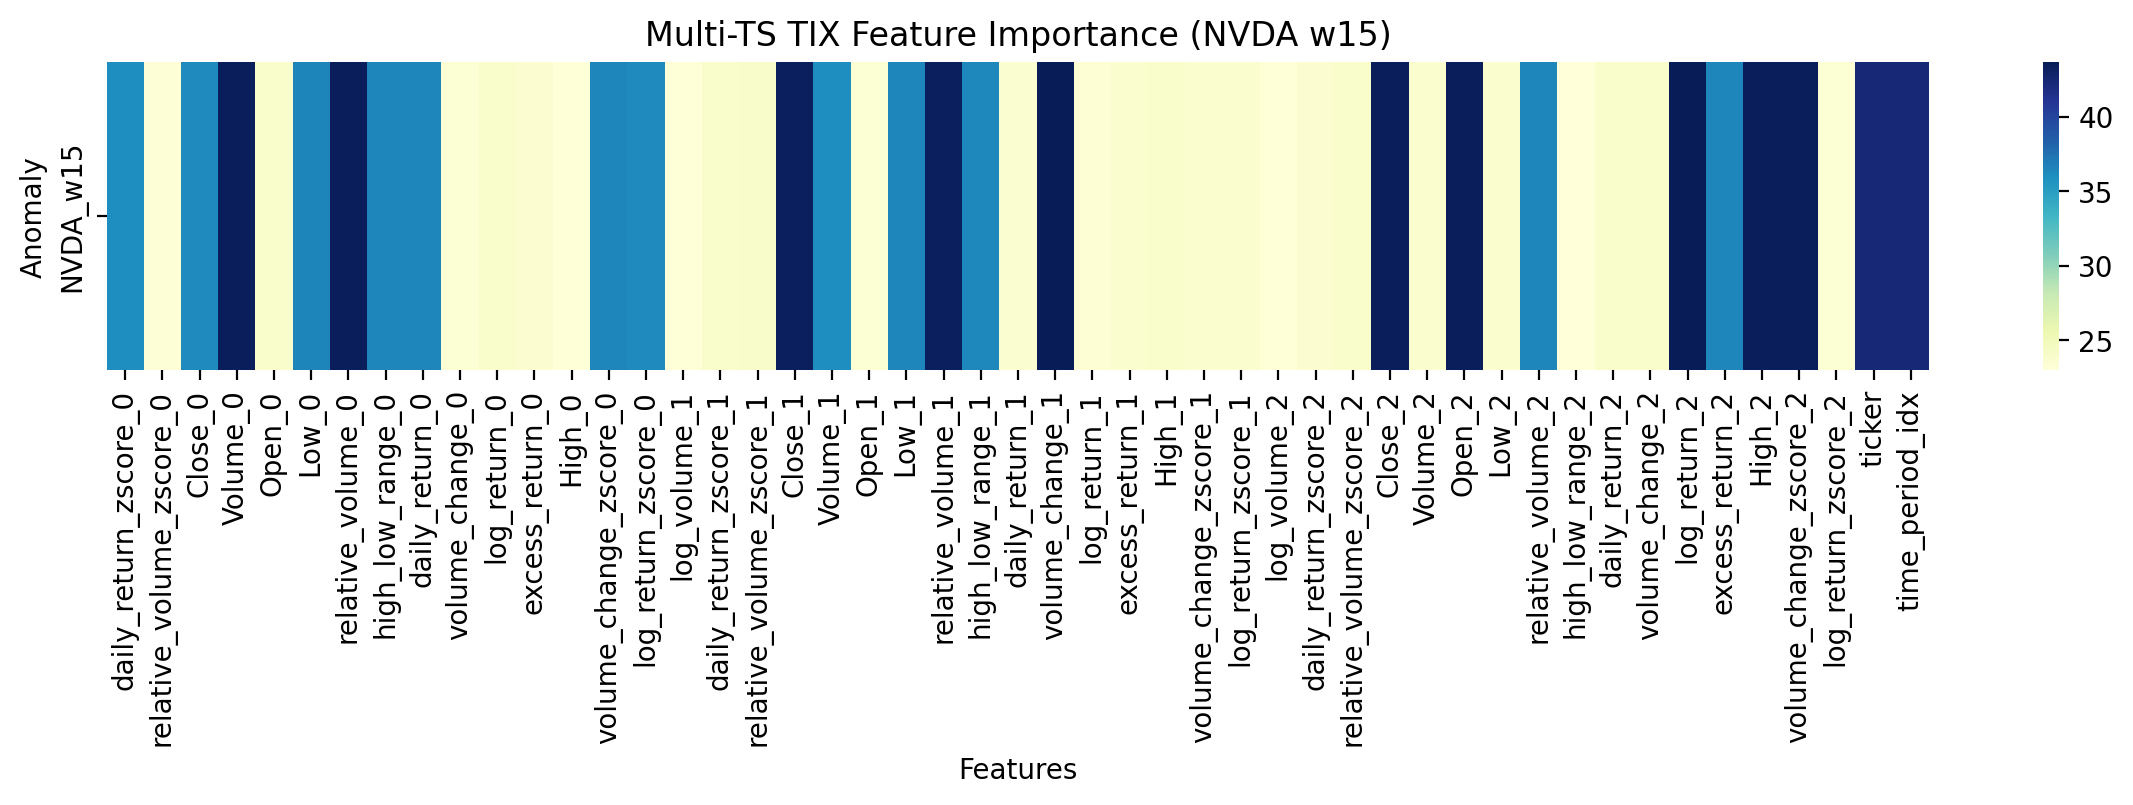 Multi-TS TIX Feature Importance (NVDA w15)
Anomaly
NVDA_w15
40
35
30
25
daily_return_zscore_0
relative_volume_zscore_0
Close_0
Volume_0
Open_0
Low_0
relative_volume_0
high_low_range_0
daily_return_0
volume_change_0
log_return_0
excess_return_0
High_0
volume_change_zscore_0
log_return_zscore_0
log_volume_1
daily_return_zscore_1
relative_volume_zscore_1
Close_1
Volume_1
Open_1
Low_1
relative_volume_1
high_low_range_1
daily_return_1
volume_change_1
log_return_1
excess_return_1
High_1
volume_change_zscore_1
log_return_zscore_1
log_volume_2
daily_return_zscore_2
relative_volume_zscore_2
Close_2
Volume_2
Open_2
Low_2
relative_volume_2
high_low_range_2
daily_return_2
volume_change_2
log_return_2
excess_return_2
High_2
volume_change_zscore_2
log_return_zscore_2
ticker
time_period_idx
Features